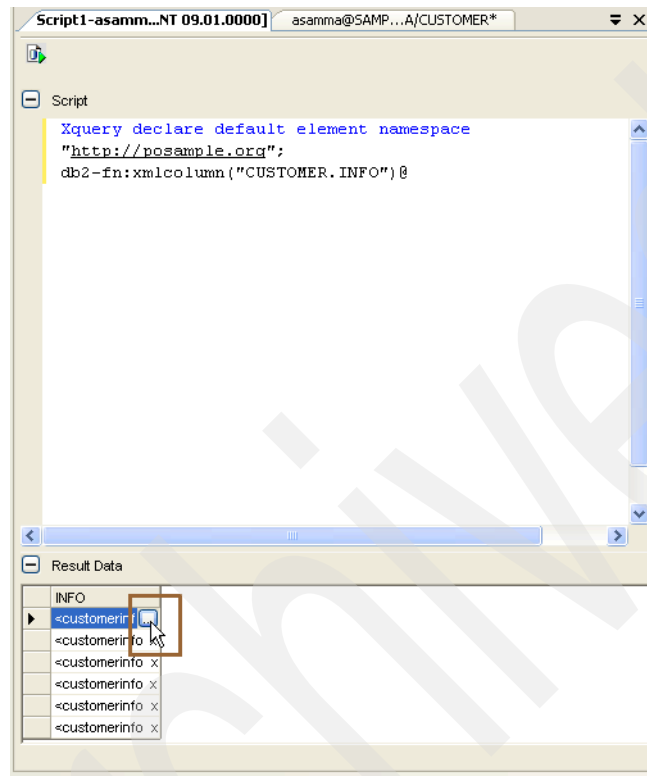 Script1-asamm...NT 09.01.0000] asamma@SAMP...A/CUSTOMER*
Script
Xquery declare default element namespace
"http://posample.org";
db2-fn:xmlcolumn("CUSTOMER.INFO")@
Result Data
INFO
<customerinf ...
<customerinfo x
<customerinfo x
<customerinfo x
<customerinfo x
<customerinfo x